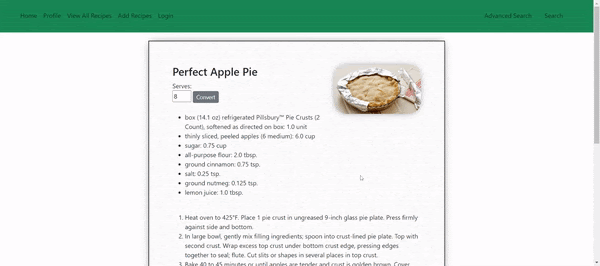 Home Profile View All Recipies Add Recipies Login Advanced Search Search
Perfect Apple Pie
Serves:
8 Convert
box (14.1 oz) refrigerated Pillsbury™ Pie Crusts (2
Count), softened as directed on box: 1.0 unit
thinly sliced, peeled apples (6 medium): 6.0 cup
sugar: 0.75 cup
all-purpose flour: 2.0 tbsp.
ground cinnamon: 0.75 tsp.
salt: 0.25 tsp.
ground nutmeg: 0.125 tsp.
lemon juice: 1.0 tbsp.
1. Heat oven to 425°F. Place 1 pie crust in ungreased 9-inch glass pie plate. Press firmly
against side and bottom.
2. In large bowl, gently mix filling ingredients; spoon into crust-lined pie plate. Top with
second crust. Wrap excess top crust under bottom crust edge, pressing edges
together to seal; flute. Cut slits or shapes in several places in top crust.
3. Bake 40 to 45 minutes or until apples are tender and crust is golden brown. Cover